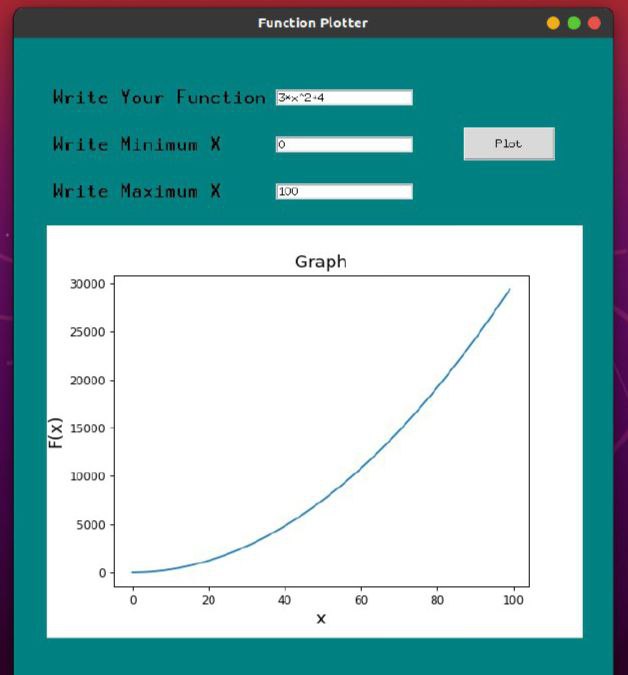 Function Plotter
Write Your Function 3*x^2+4
Write Minimum X 0
Plot
Write Maximum X 100
Graph
30000
25000
20000
15000
10000
5000
0
F(x)
0 20 40 60 80 100
x